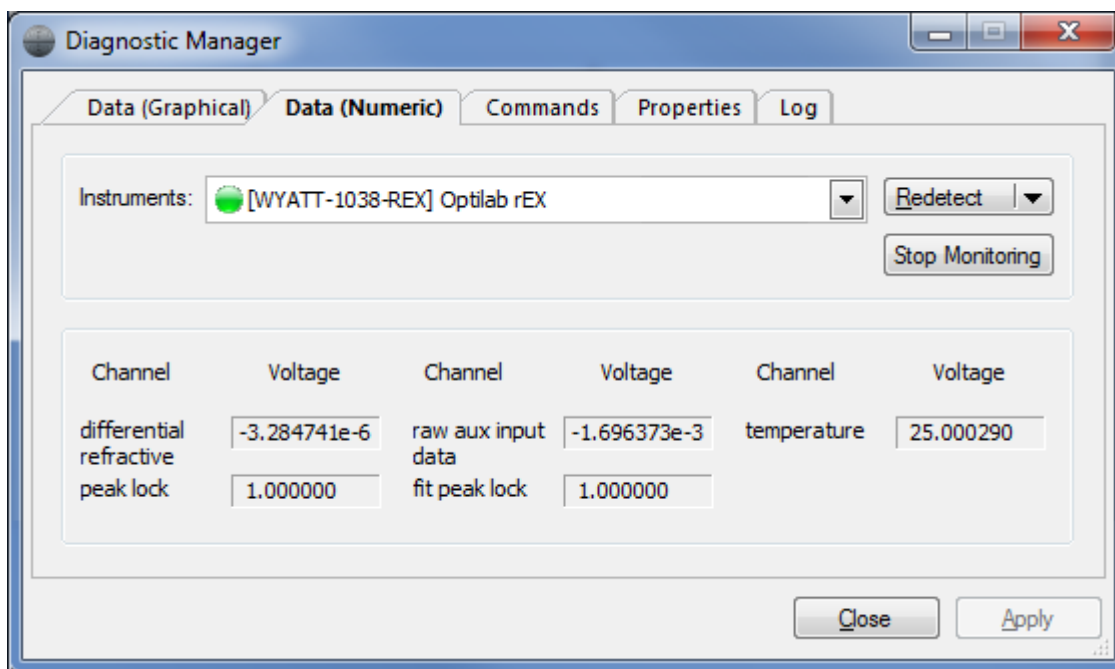 Diagnostic Manager
Data (Graphical) Data (Numeric) Commands Properties Log
Instruments: [WYATT-1038-REX] Optilab rEX Redetect
Stop Monitoring
Channel Voltage Channel Voltage Channel Voltage
differential refractive -3.284741e-6 raw aux input data -1.696373e-3 temperature 25.000290
peak lock 1.000000 fit peak lock 1.000000
Close Apply